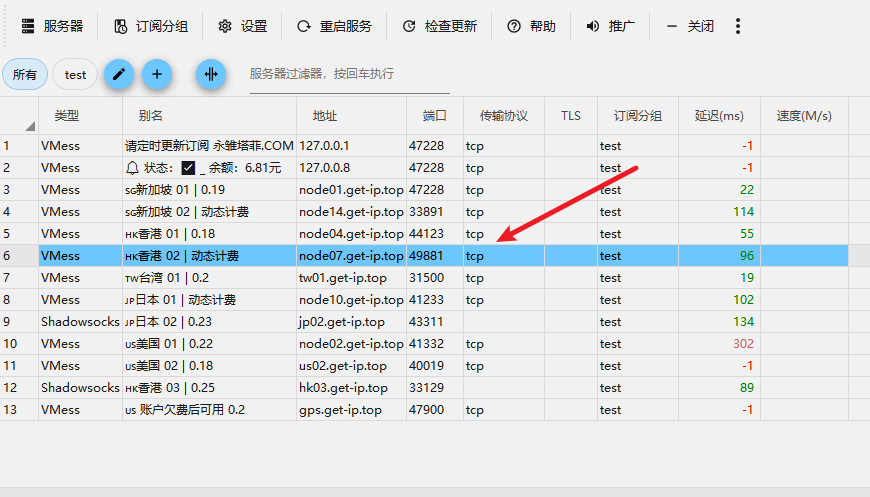 服务器 订阅分组 设置 重启服务 检查更新 帮助 推广 关闭
所有 test 服务器过滤器，按回车执行
类型 别名 地址 端口 传输协议 TLS 订阅分组 延迟(ms) 速度(M/s)
1 VMess 请定时更新订阅 永雏塔菲.COM 127.0.0.1 47228 tcp test -1
2 VMess 状态： _ 余额：6.81元 127.0.0.8 47228 tcp test -1
3 VMess SG新加坡 01 | 0.19 node01.get-ip.top 47228 tcp test 22
4 VMess SG新加坡 02 | 动态计费 node14.get-ip.top 33891 tcp test 114
5 VMess HK香港 01 | 0.18 node04.get-ip.top 44123 tcp test 55
6 VMess HK香港 02 | 动态计费 node07.get-ip.top 49881 tcp test 96
7 VMess TW台湾 01 | 0.2 tw01.get-ip.top 31500 tcp test 19
8 VMess JP日本 01 | 动态计费 node10.get-ip.top 41233 tcp test 102
9 Shadowsocks JP日本 02 | 0.23 jp02.get-ip.top 43311 test 134
10 VMess US美国 01 | 0.22 node02.get-ip.top 41332 tcp test 302
11 VMess US美国 02 | 0.18 us02.get-ip.top 40019 tcp test -1
12 Shadowsocks HK香港 03 | 0.25 hk03.get-ip.top 33129 test 89
13 VMess US 账户欠费后可用 0.2 gps.get-ip.top 47900 tcp test -1